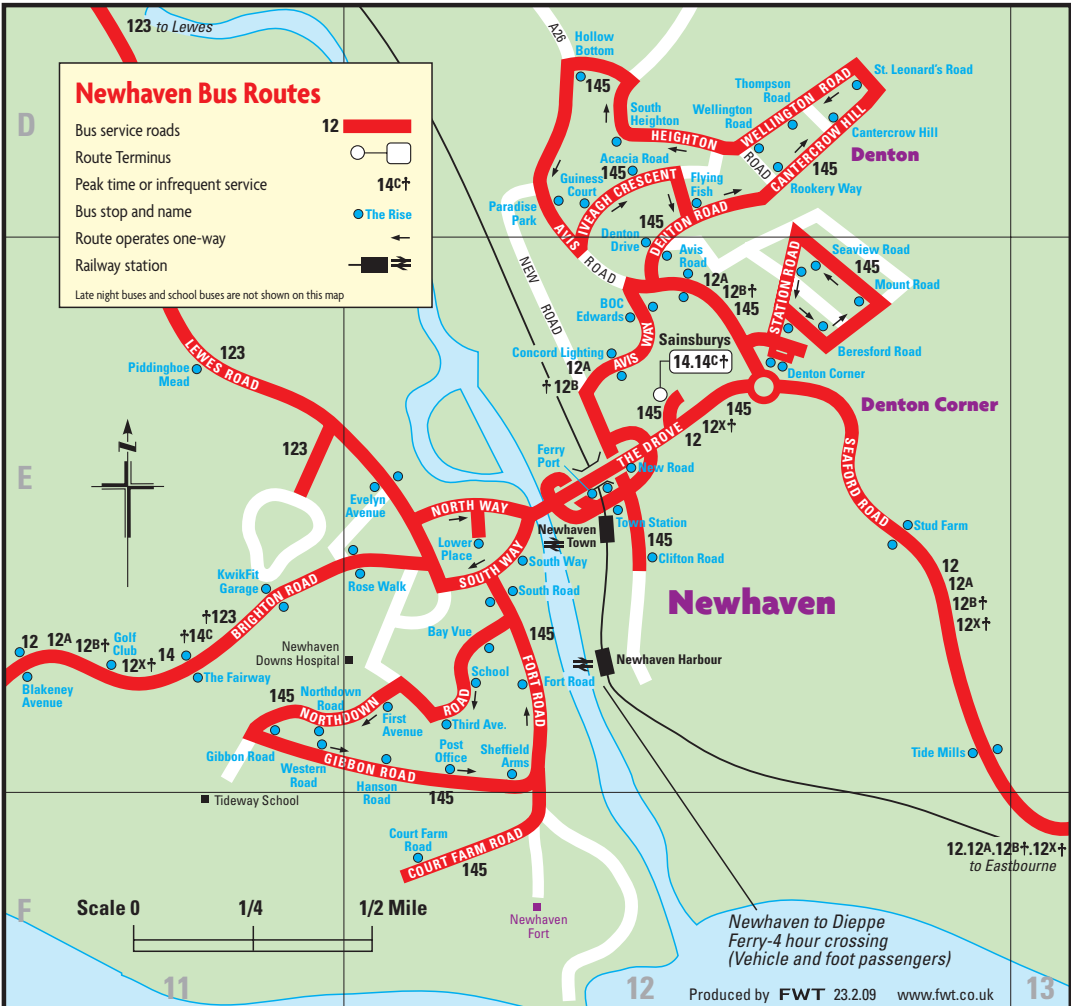 123 to Lewes
Newhaven Bus Routes
Bus service roads
12
Route Terminus
Peak time or infrequent service
14C†
Bus stop and name
The Rise
Route operates one-way
Railway station
Late night buses and school buses are not shown on this map
D
A26
Hollow
Bottom
145
South
Heighton
HEIGHTON
ROAD
Thompson
Road
Wellington
Road
WELLINGTON ROAD
St. Leonard's Road
Cantercrow Hill
CANTERCROW HILL
Denton
145
Rookery Way
Acacia Road
145
Guiness
Court
IVEAGH CRESCENT
Flying
Fish
Paradise
Park
AVIS
ROAD
145
Denton
Drive
DENTON ROAD
Avis
Road
NEW
ROAD
12A
12B†
145
STATION ROAD
Seaview Road
145
Mount Road
Beresford Road
BOC
Edwards
AVIS
WAY
Sainsburys
14.14C†
Concord Lighting
12A
† 12B
Denton Corner
Denton Corner
145
145
12X†
12
THE DROVE
LEWES ROAD
123
Piddinghoe
Mead
N
E
123
Evelyn
Avenue
NORTH WAY
Lower
Place
SOUTH WAY
Ferry
Port
New Road
Newhaven
Town
Town Station
145
Clifton Road
South Way
South Road
SEAFORD ROAD
Stud Farm
12
12A
12B†
12X†
KwikFit
Garage
Rose Walk
BRIGHTON ROAD
†123
†14C
14
12
12A
12B†
Golf
Club
12X†
Blakeney
Avenue
The Fairway
Newhaven
Downs Hospital
Bay Vue
145
Newhaven
Newhaven Harbour
School
FORT ROAD
Fort Road
Northdown
Road
145
NORTHDOWN
ROAD
First
Avenue
Third Ave.
Gibbon Road
Western
Road
GIBBON ROAD
Hanson
Road
Post
Office
Sheffield
Arms
145
Tideway School
Tide Mills
Court Farm
Road
COURT FARM ROAD
145
12.12A.12B†.12X†
to Eastbourne
F
Scale 0
1/4
1/2 Mile
Newhaven
Fort
Newhaven to Dieppe
Ferry-4 hour crossing
(Vehicle and foot passengers)
11
12
13
Produced by FWT 23.2.09 www.fwt.co.uk